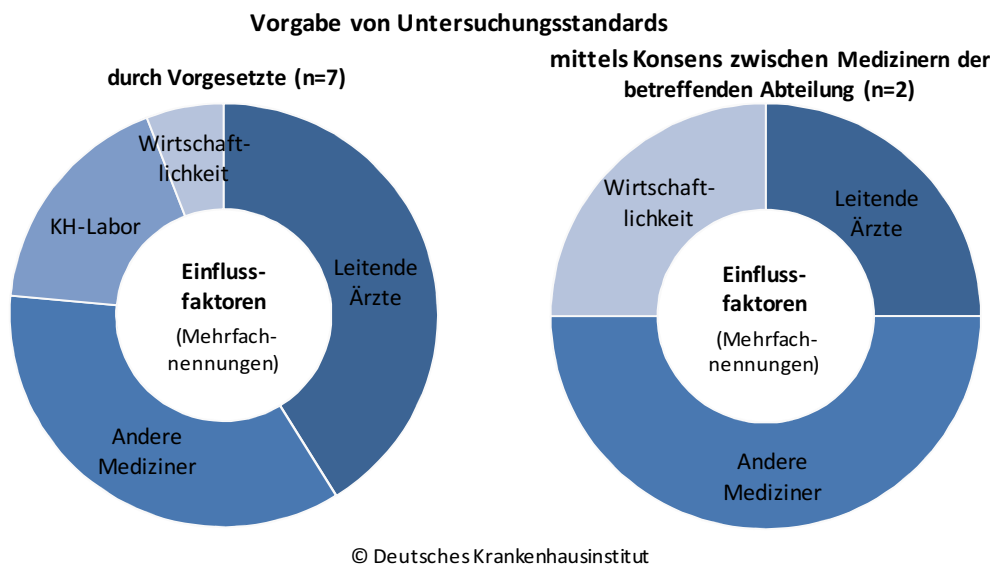 Vorgabe von Untersuchungsstandards
durch Vorgesetzte (n=7)
Wirtschaft-
lichkeit
KH-Labor
Leitende
Ärzte
Einfluss-
faktoren
(Mehrfach-
nennungen)
Andere
Mediziner
mittels Konsens zwischen Medizinern der
betreffenden Abteilung (n=2)
Wirtschaft-
lichkeit
Leitende
Ärzte
Einfluss-
faktoren
(Mehrfach-
nennungen)
Andere
Mediziner
© Deutsches Krankenhausinstitut